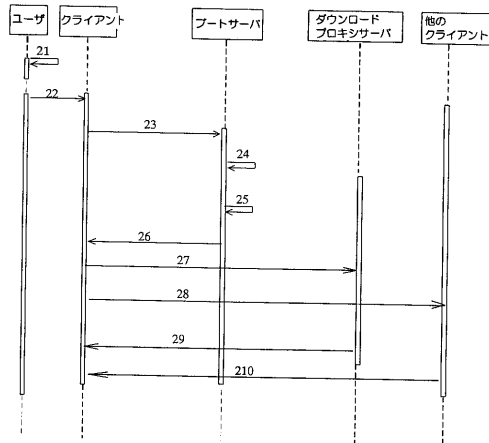 ユーザ
クライアント
ブートサーバ
ダウンロード
プロキシサーバ
他の
クライアント
21
22
23
24
25
26
27
28
29
210